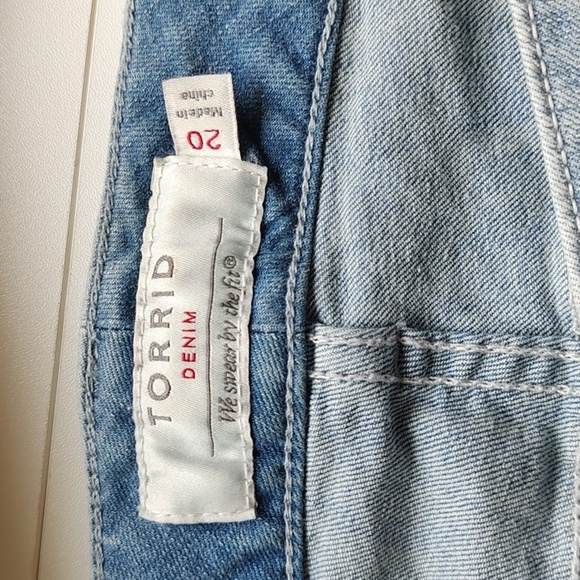 TORRID
DENIM
We swear by the fit®
20
Made in
china